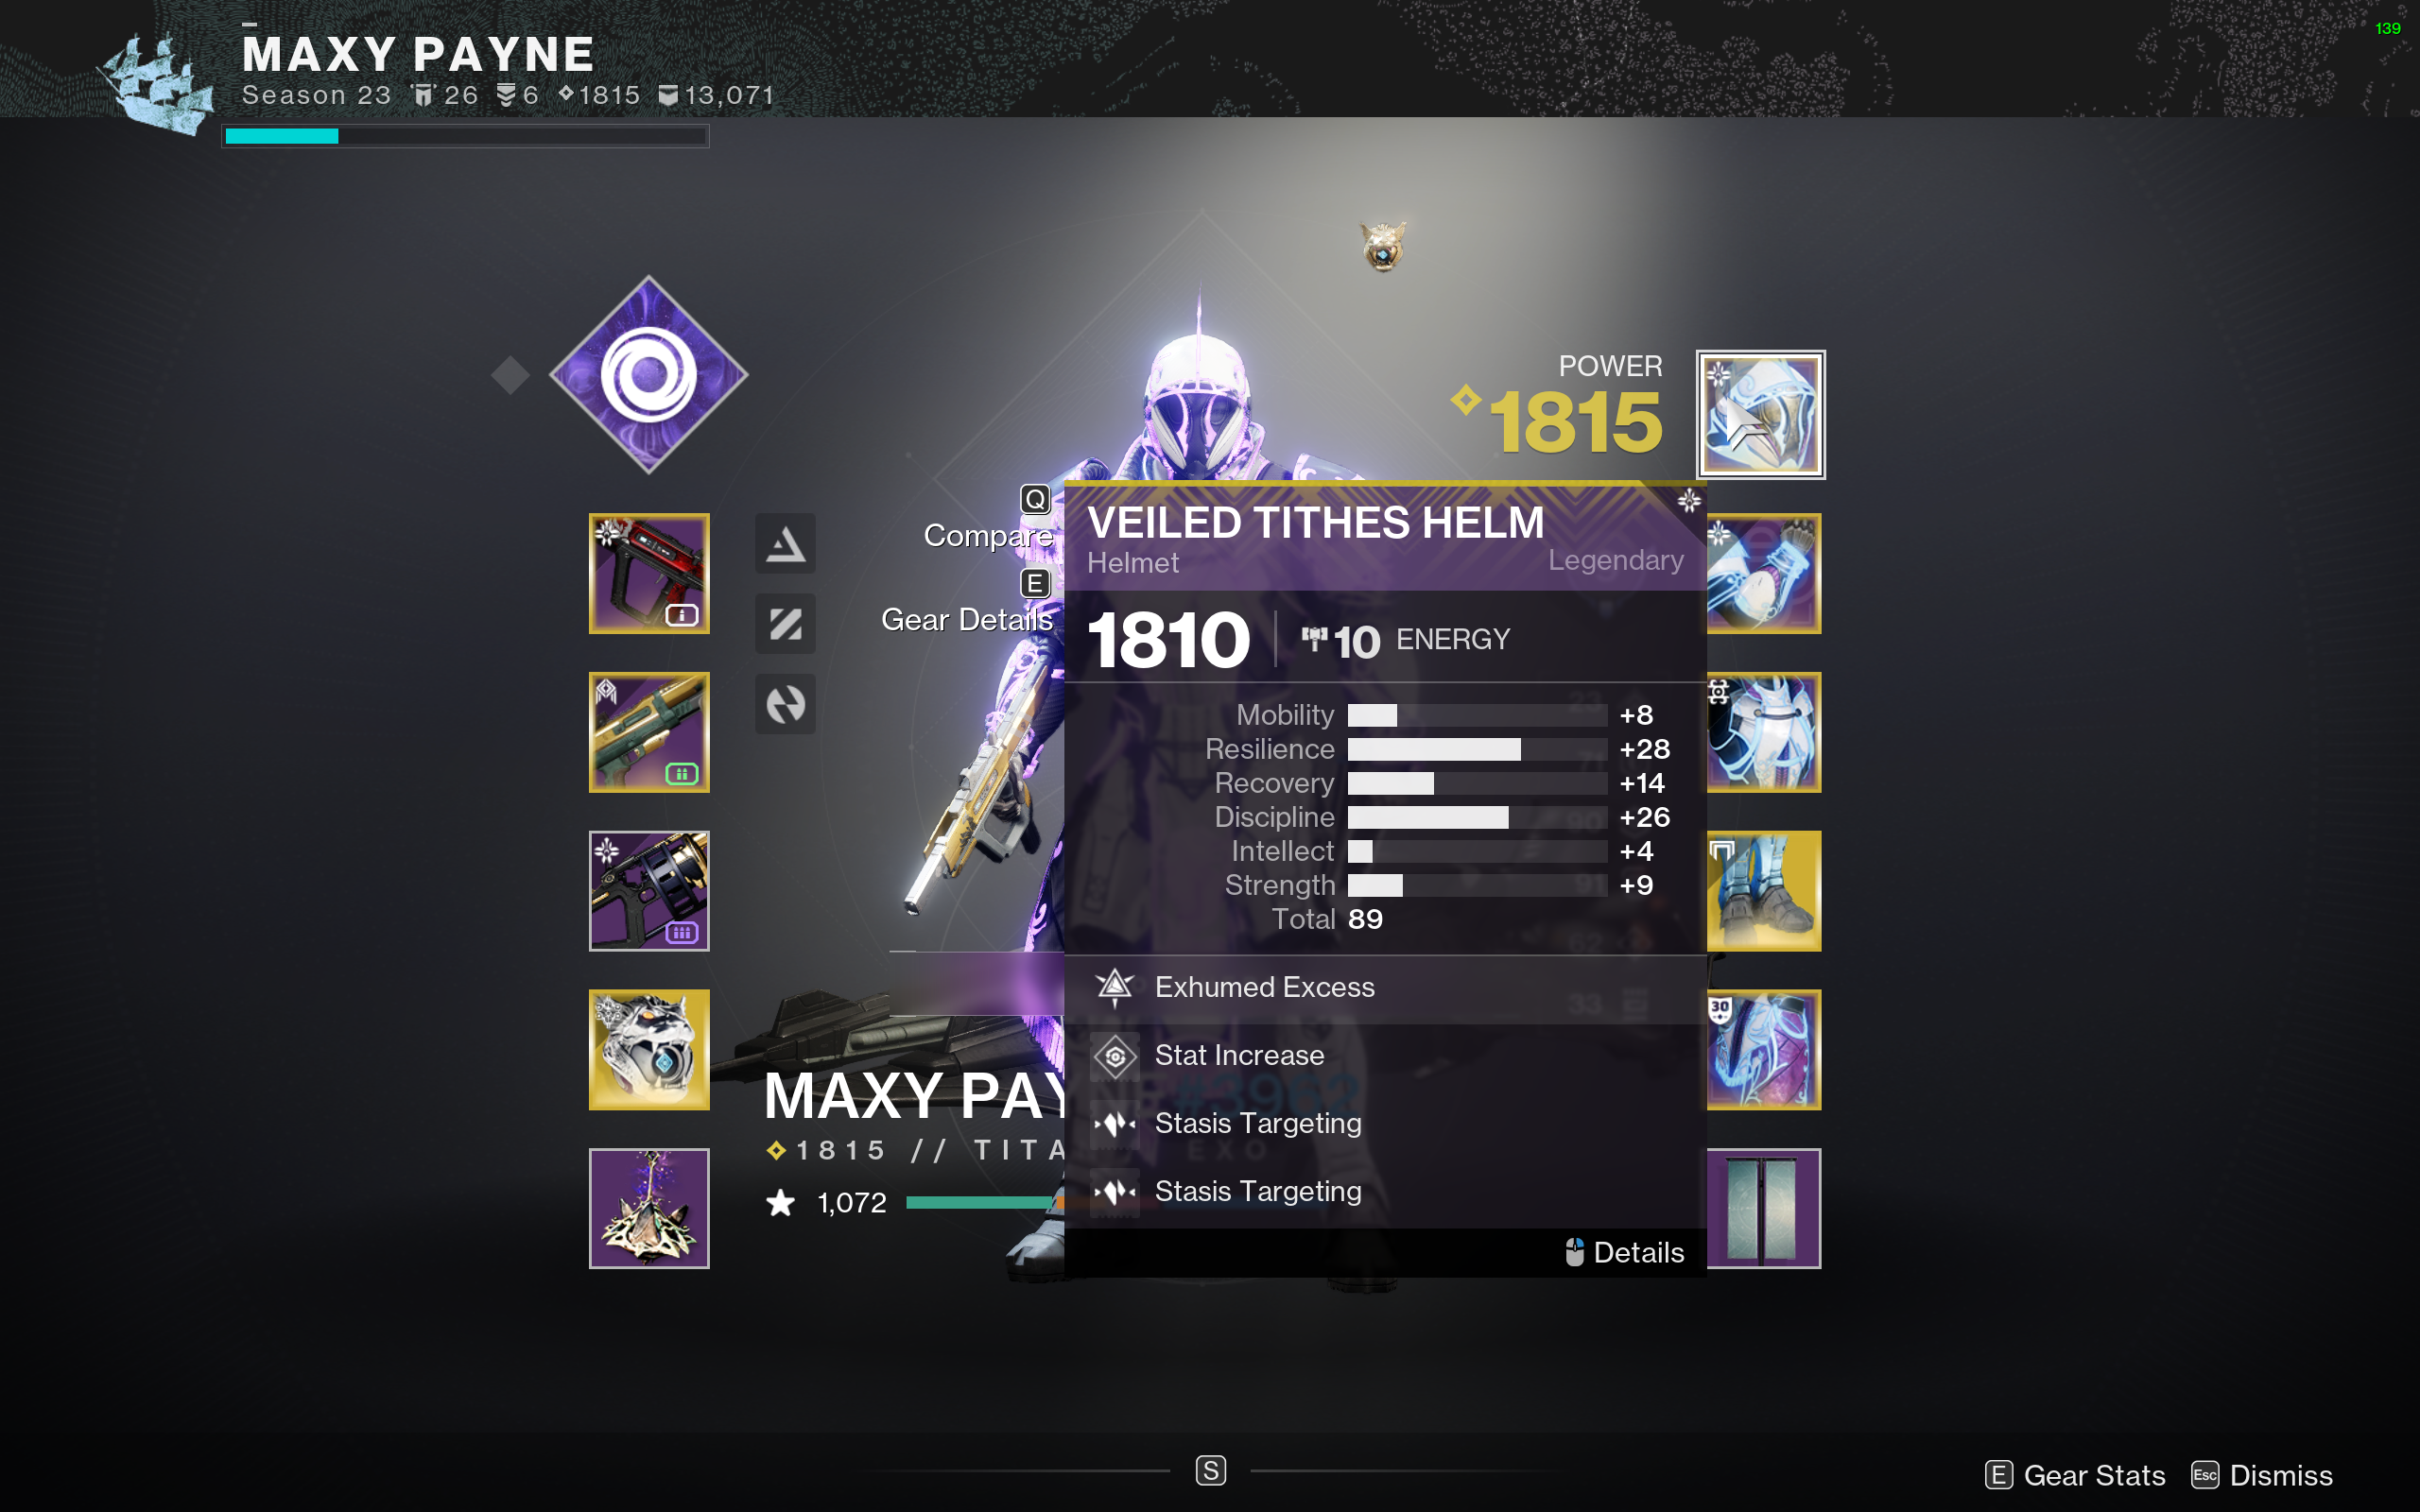 139
MAXY PAYNE
Season 23 26 6 1815 13,071
POWER
1815
Q
Compare
E
Gear Details
VEILED TITHES HELM
Helmet
Legendary
1810 10 ENERGY
Mobility +8
Resilience +28
Recovery +14
Discipline +26
Intellect +4
Strength +9
Total 89
Exhumed Excess
Stat Increase
Stasis Targeting
Stasis Targeting
Details
30
MAXY PAY
#3962
1815 // TITA
EXO
1,072
S
E Gear Stats Esc Dismiss